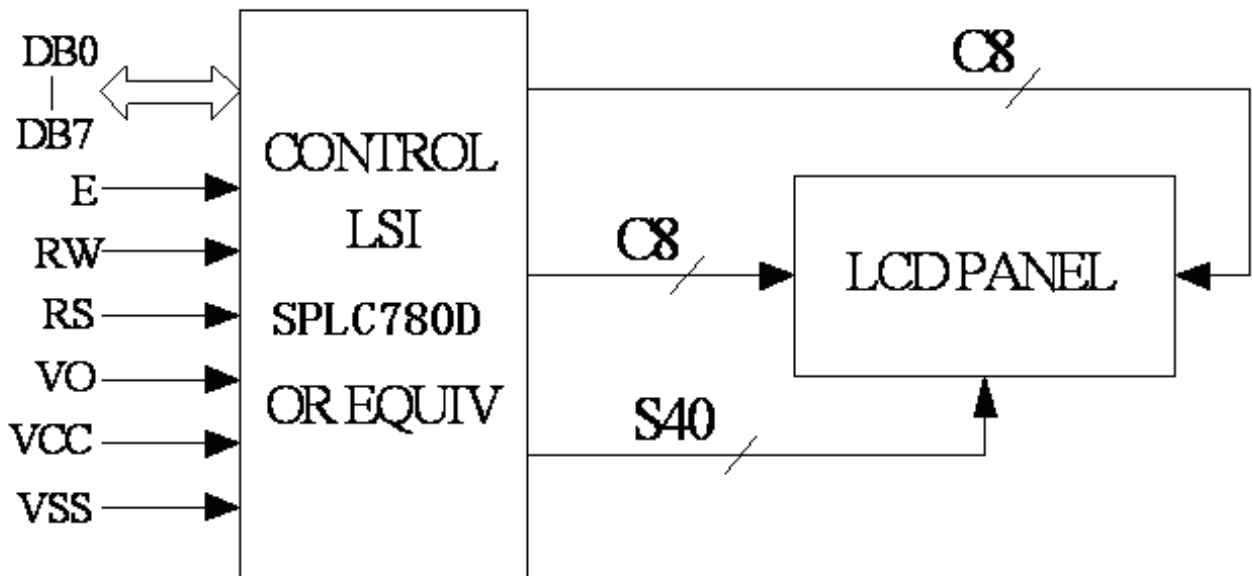 DB0
DB7
E
RW
RS
VO
VCC
VSS
CONTROL
LSI
SPLC780D
OR EQUIV
C8
C8
S40
LCD PANEL